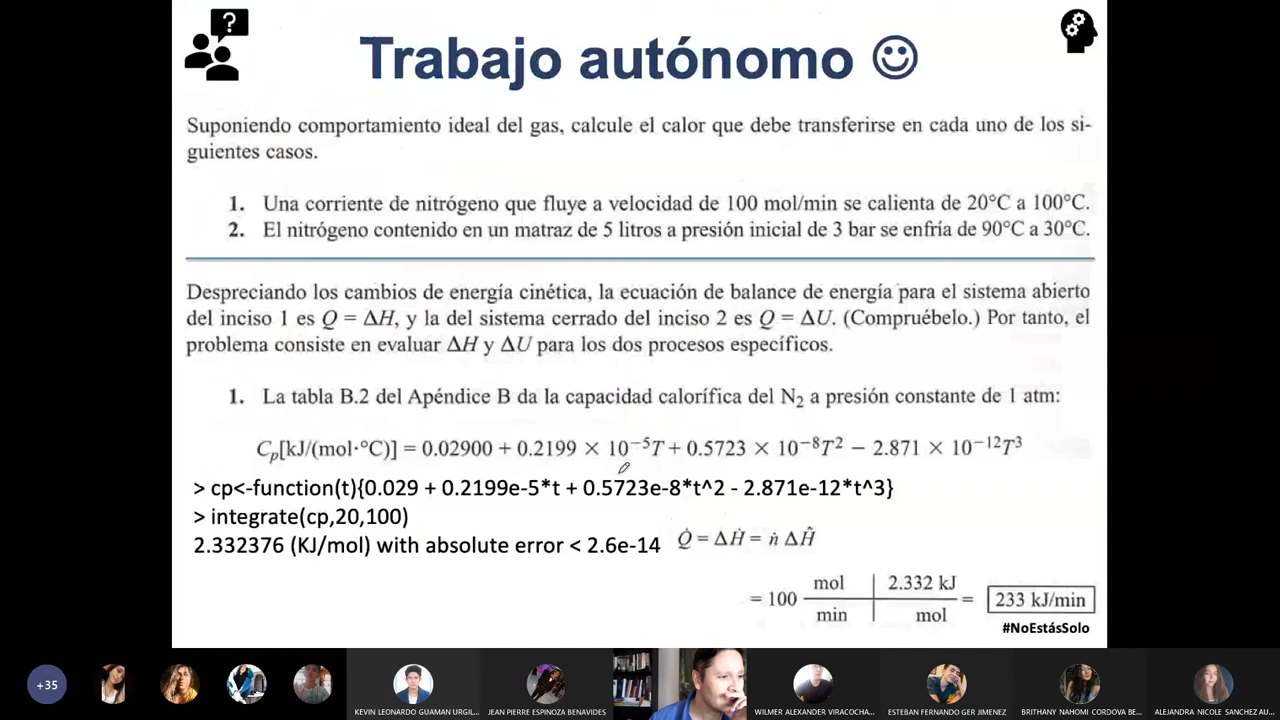 ?
Trabajo autónomo
Suponiendo comportamiento ideal del gas, calcule el calor que debe transferirse en cada uno de los si-
guientes casos.
1. Una corriente de nitrógeno que fluye a velocidad de 100 mol/min se calienta de 20°C a 100°C.
2. El nitrógeno contenido en un matraz de 5 litros a presión inicial de 3 bar se enfría de 90°C a 30°C.
Despreciando los cambios de energía cinética, la ecuación de balance de energía para el sistema abierto
del inciso 1 es Q = ΔH, y la del sistema cerrado del inciso 2 es Q = ΔU. (Compruébelo.) Por tanto, el
problema consiste en evaluar ΔH y ΔU para los dos procesos específicos.
1. La tabla B.2 del Apéndice B da la capacidad calorífica del N₂ a presión constante de 1 atm:
Cₚ[kJ/(mol·°C)] = 0.02900 + 0.2199 × 10⁻⁵T + 0.5723 × 10⁻⁸T² − 2.871 × 10⁻¹²T³
> cp<-function(t){0.029 + 0.2199e-5*t + 0.5723e-8*t^2 - 2.871e-12*t^3}
> integrate(cp,20,100)
2.332376 (KJ/mol) with absolute error < 2.6e-14
Q̇ = ΔḢ = ṅ ΔĤ
mol | 2.332 kJ
= 100 = 233 kJ/min
min | mol
#NoEstásSolo
+35
KEVIN LEONARDO GUAMAN URGIL...
JEAN PIERRE ESPINOZA BENAVIDES
WILMER ALEXANDER VIRACOCHA...
ESTEBAN FERNANDO GER JIMENEZ
BRITHANY NAHOMI CORDOVA BE...
ALEJANDRA NICOLE SANCHEZ AU...